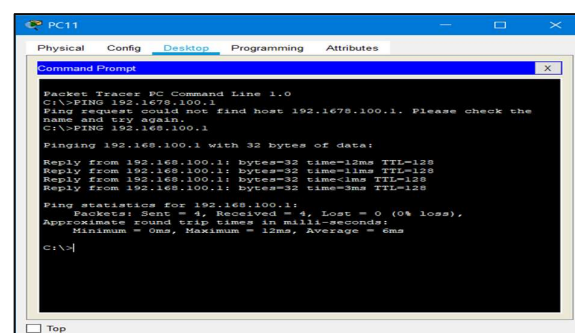 PC11
Physical Config Desktop Programming Attributes
Command Prompt
X
Packet Tracer PC Command Line 1.0
C:\>PING 192.1678.100.1
Ping request could not find host 192.1678.100.1. Please check the
name and try again.
C:\>PING 192.168.100.1
Pinging 192.168.100.1 with 32 bytes of data:
Reply from 192.168.100.1: bytes=32 time=12ms TTL=128
Reply from 192.168.100.1: bytes=32 time=11ms TTL=128
Reply from 192.168.100.1: bytes=32 time<1ms TTL=128
Reply from 192.168.100.1: bytes=32 time=3ms TTL=128
Ping statistics for 192.168.100.1:
Packets: Sent = 4, Received = 4, Lost = 0 (0% loss),
Approximate round trip times in milli-seconds:
Minimum = 0ms, Maximum = 12ms, Average = 6ms
C:\>
Top